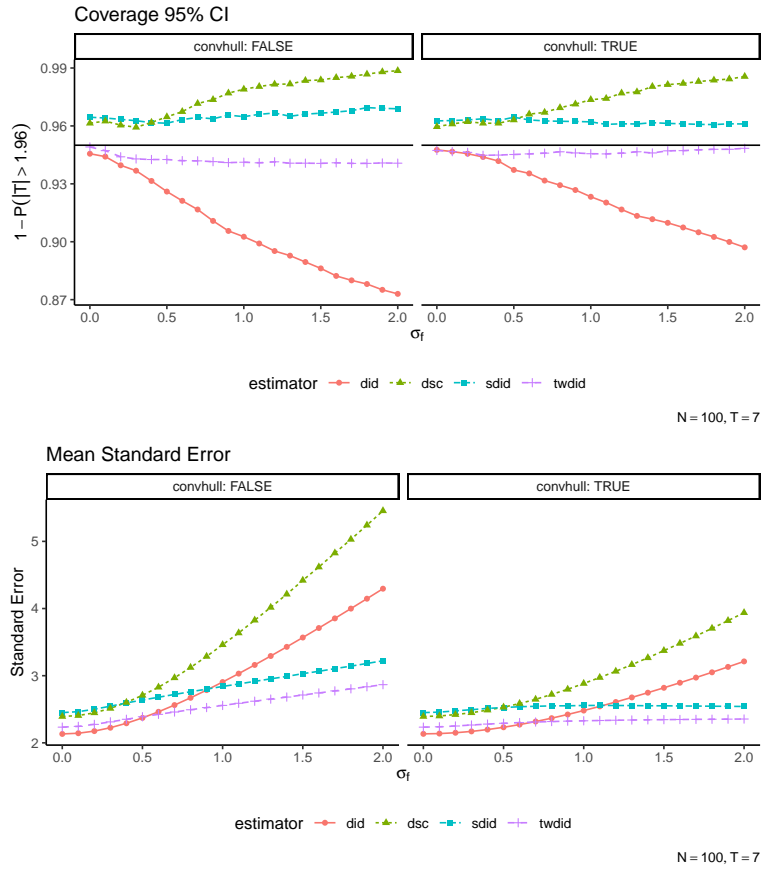 Coverage 95% CI
convhull: FALSE convhull: TRUE
1 − P(|T| > 1.96)
0.99
0.96
0.93
0.90
0.87
0.0 0.5 1.0 1.5 2.0 0.0 0.5 1.0 1.5 2.0
σf
estimator did dsc sdid twdid
N = 100, T = 7
Mean Standard Error
convhull: FALSE convhull: TRUE
Standard Error
5
4
3
2
0.0 0.5 1.0 1.5 2.0 0.0 0.5 1.0 1.5 2.0
σf
estimator did dsc sdid twdid
N = 100, T = 7